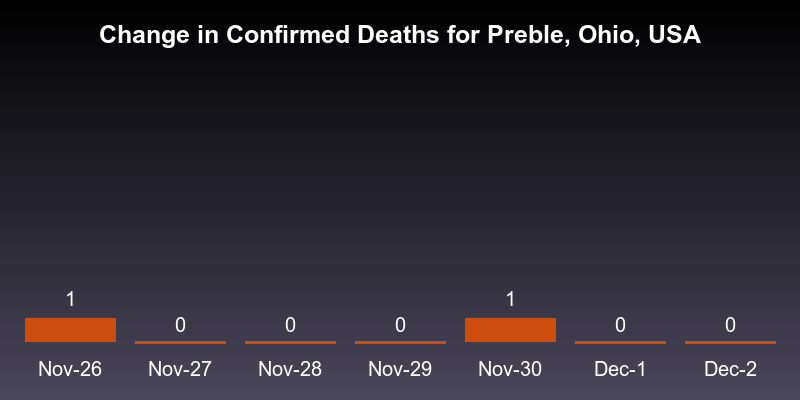 Change in Confirmed Deaths for Preble, Ohio, USA
1 0 0 0 1 0 0
Nov-26 Nov-27 Nov-28 Nov-29 Nov-30 Dec-1 Dec-2